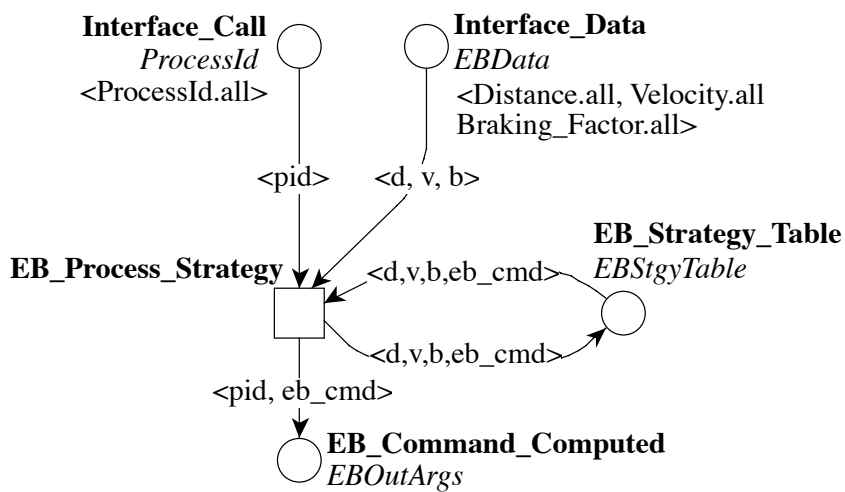 Interface_Call
ProcessId
<ProcessId.all>
Interface_Data
EBData
<Distance.all, Velocity.all
Braking_Factor.all>
<pid>
<d, v, b>
EB_Strategy_Table
EBStgyTable
EB_Process_Strategy
<d,v,b,eb_cmd>
<d,v,b,eb_cmd>
<pid, eb_cmd>
EB_Command_Computed
EBOutArgs